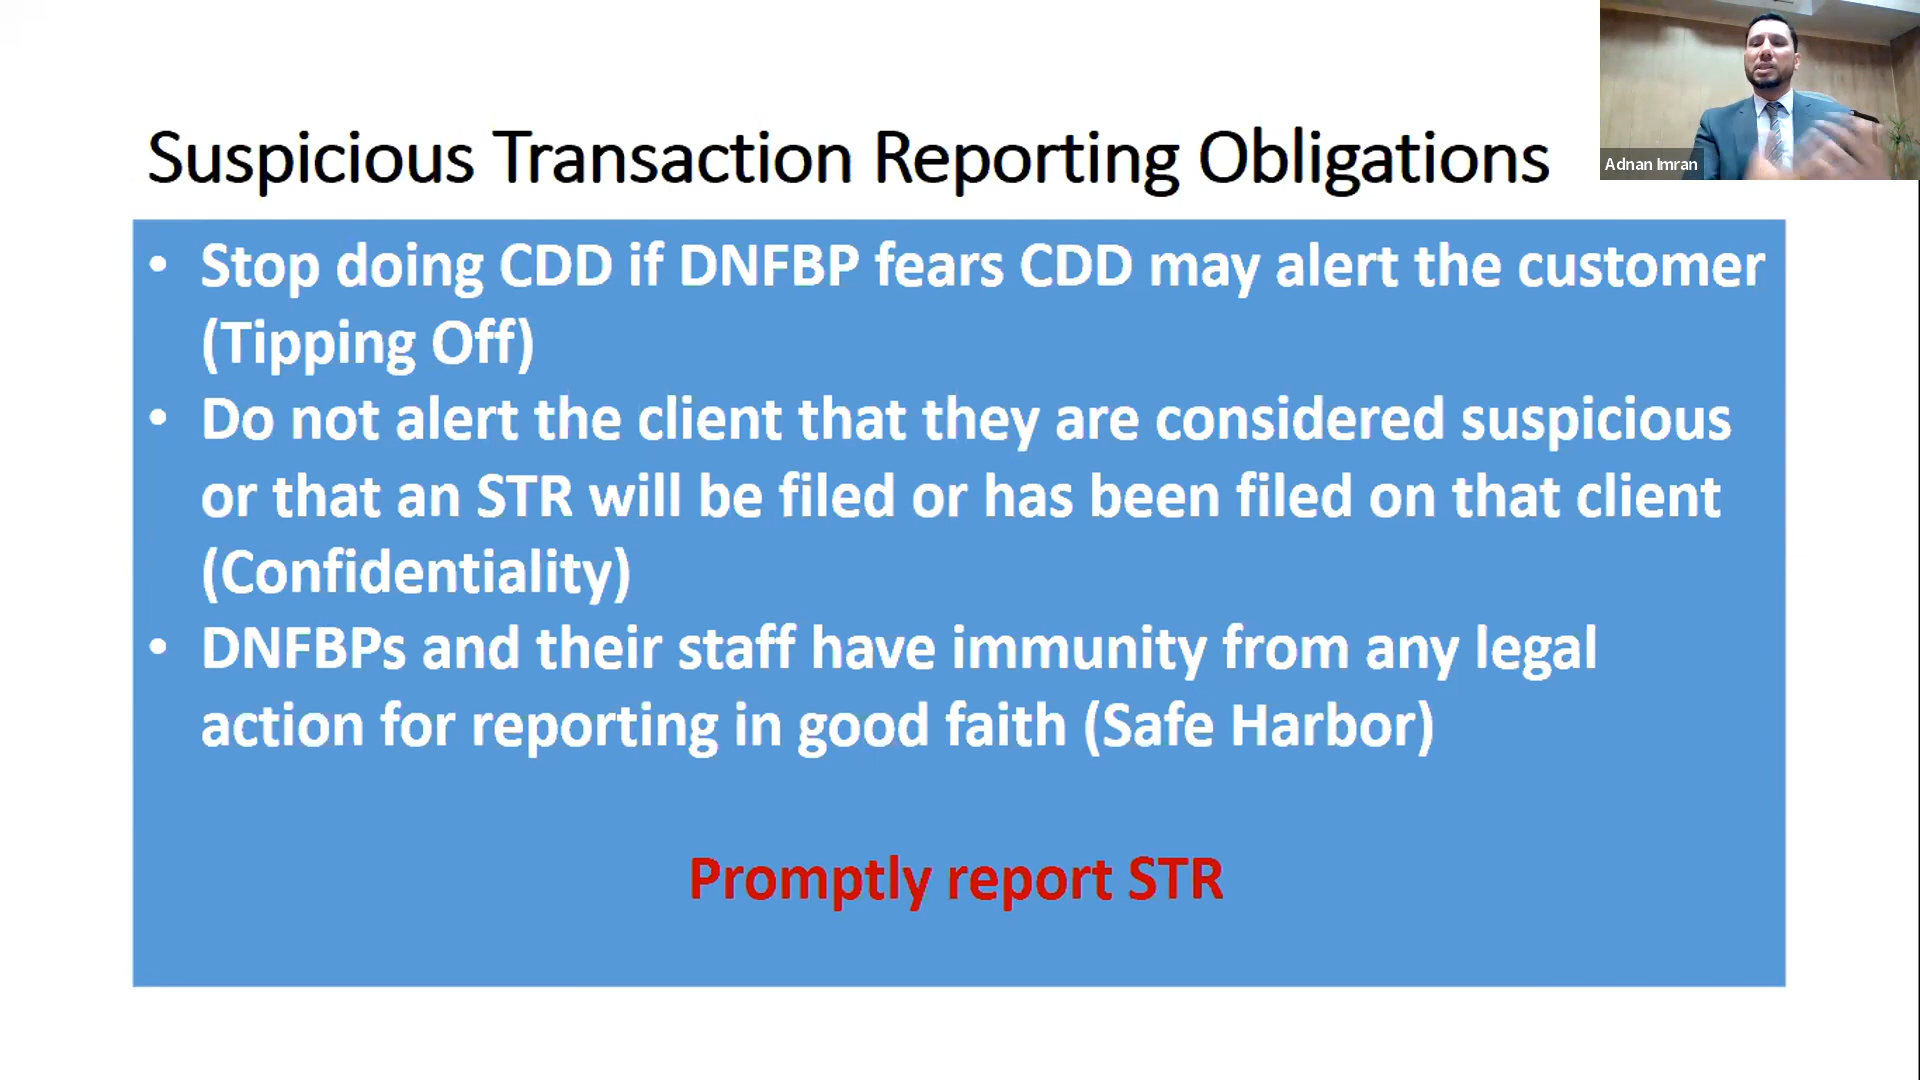 Suspicious Transaction Reporting Obligations
Adnan Imran
• Stop doing CDD if DNFBP fears CDD may alert the customer
(Tipping Off)
• Do not alert the client that they are considered suspicious
or that an STR will be filed or has been filed on that client
(Confidentiality)
• DNFBPs and their staff have immunity from any legal
action for reporting in good faith (Safe Harbor)
Promptly report STR